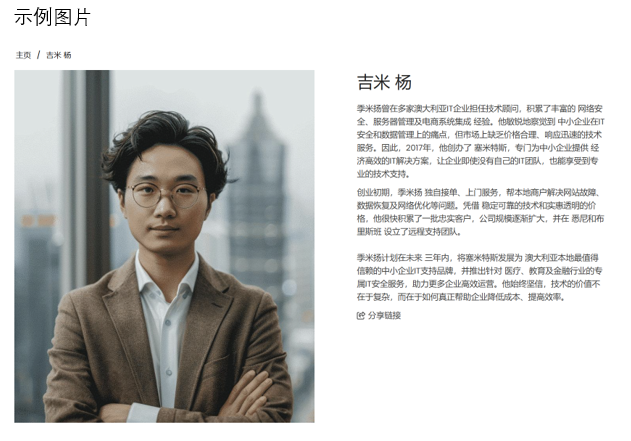 示例图片
主页 / 吉米 杨
吉米 杨
季米扬曾在多家澳大利亚IT企业担任技术顾问，积累了丰富的 网络安
全、服务器管理及电商系统集成 经验。他敏锐地察觉到 中小企业在IT
安全和数据管理上的痛点，但市场上缺乏价格合理、响应迅速的技术
服务。因此，2017年，他创办了 塞米特斯，专门为中小企业提供 经
济高效的IT解决方案，让企业即使没有自己的IT团队，也能享受到专
业的技术支持。
创业初期，季米扬 独自接单、上门服务，帮本地商户解决网站故障、
数据恢复及网络优化等问题。凭借 稳定可靠的技术和实惠透明的价
格，他很快积累了一批忠实客户，公司规模逐渐扩大，并在 悉尼和布
里斯班 设立了远程支持团队。
季米扬计划在未来 三年内，将塞米特斯发展为 澳大利亚本地最值得
信赖的中小企业IT支持品牌，并推出针对 医疗、教育及金融行业的专
属IT安全服务，助力更多企业高效运营。他始终坚信，技术的价值不
在于复杂，而在于如何真正帮助企业降低成本、提高效率。
分享链接